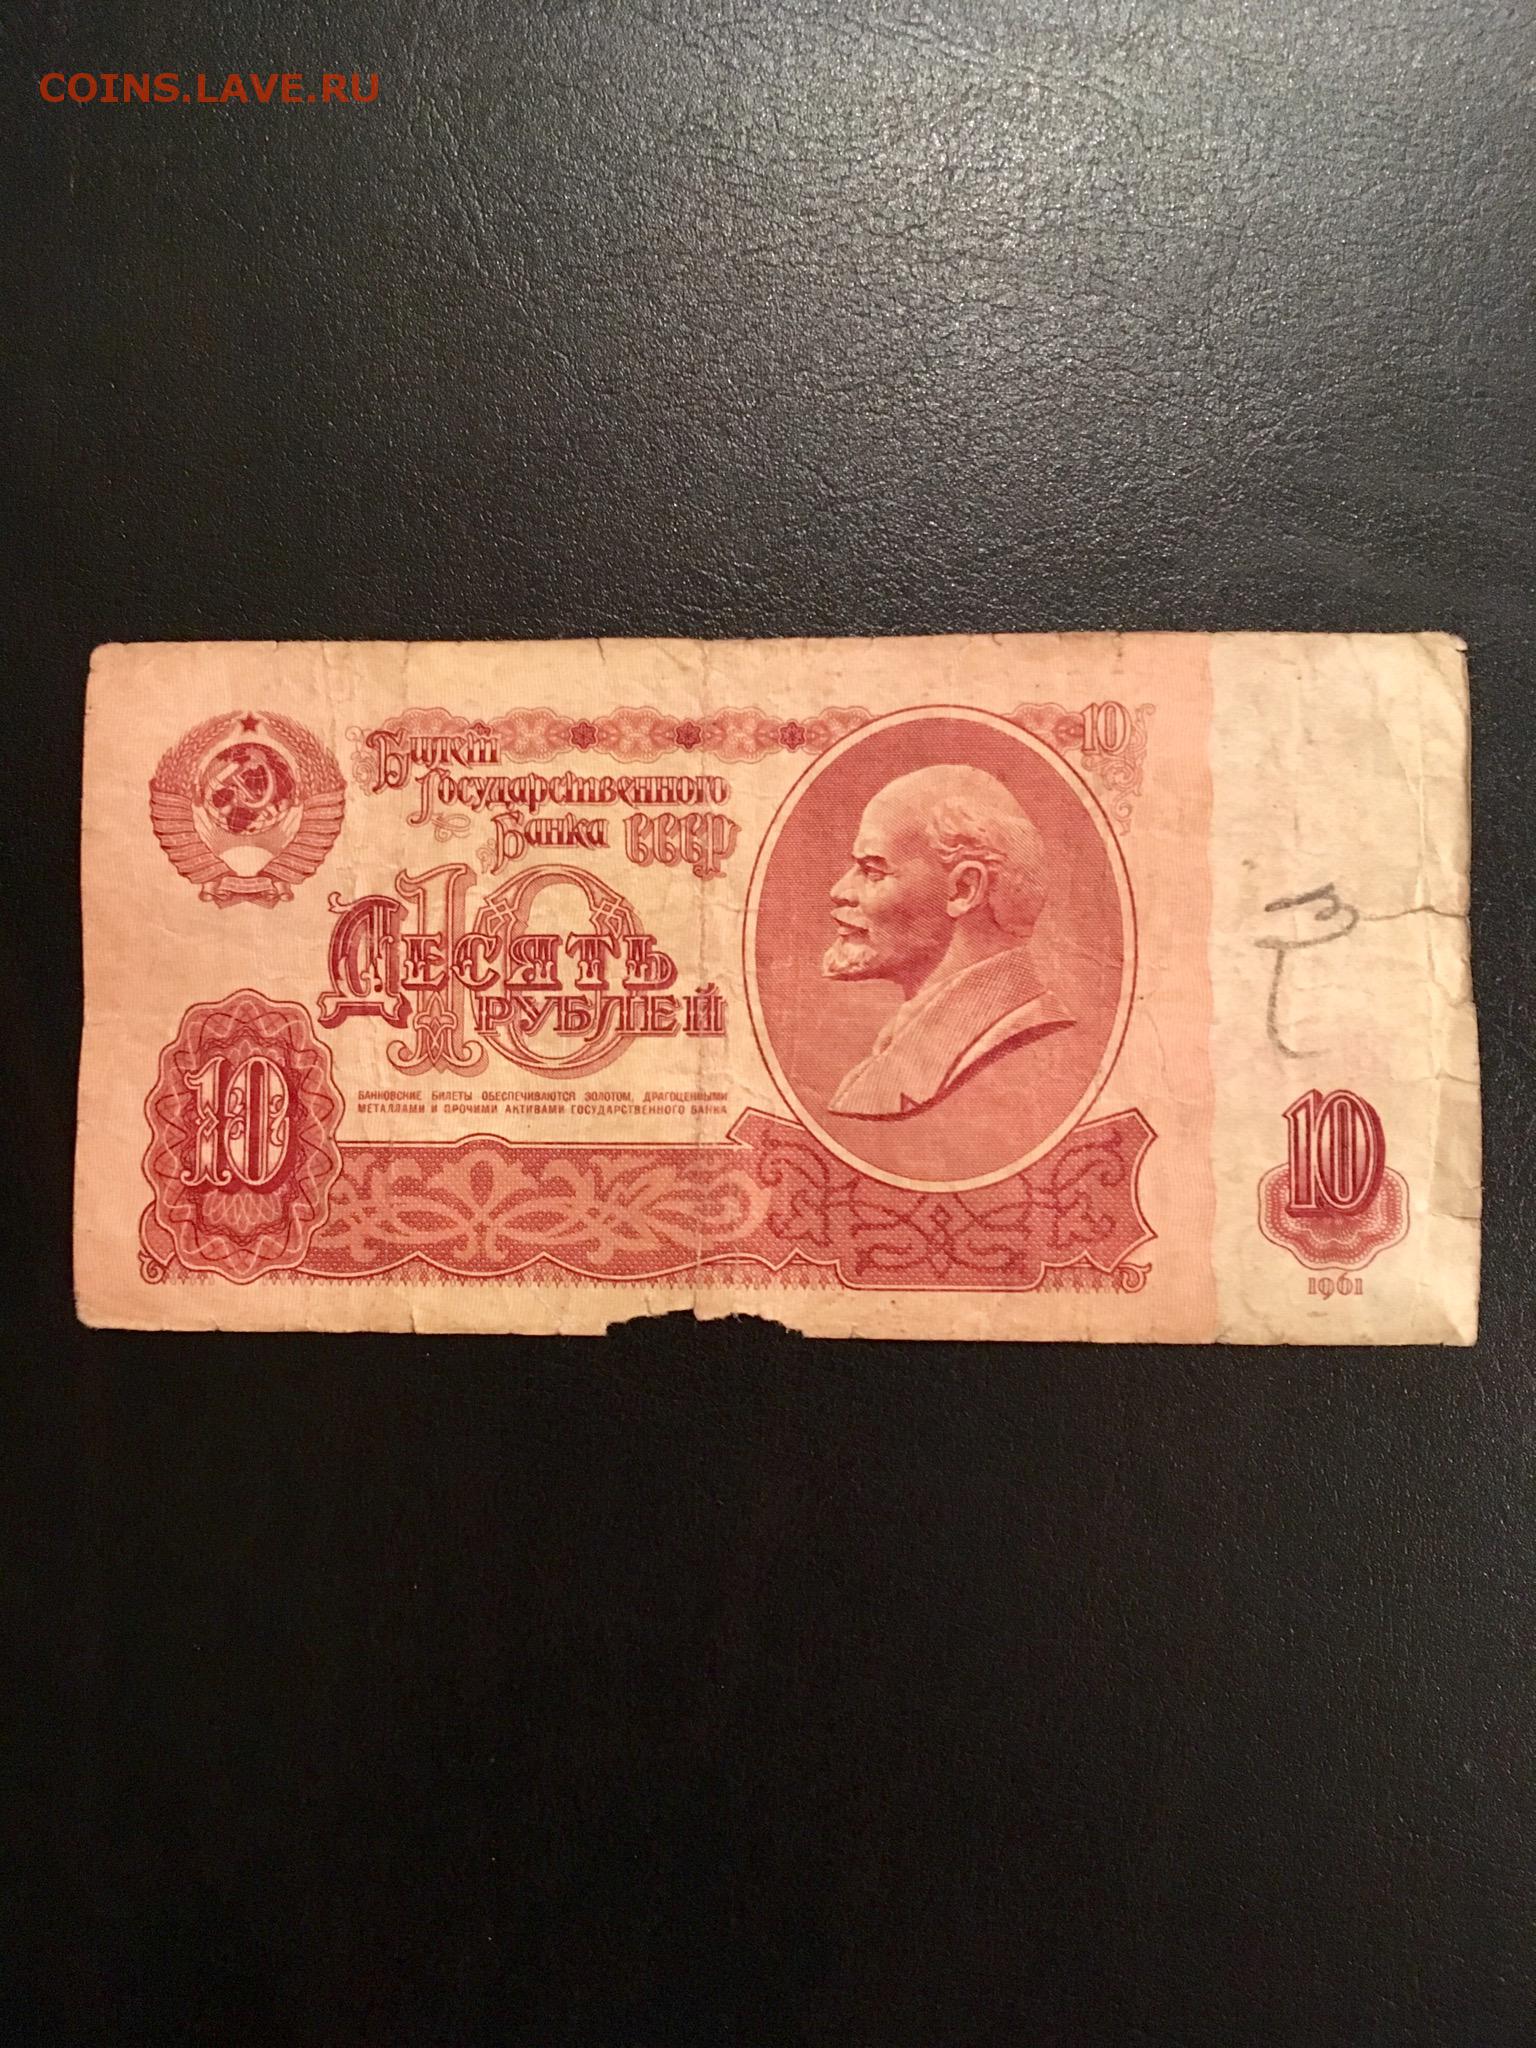 COINS.LAVE.RU
10
Билет
Государственного
Банка СССР
10
Десять
рублей
10
БАНКОВСКИЕ БИЛЕТЫ ОБЕСПЕЧИВАЮТСЯ ЗОЛОТОМ, ДРАГОЦЕННЫМИ
МЕТАЛЛАМИ И ПРОЧИМИ АКТИВАМИ ГОСУДАРСТВЕННОГО БАНКА
10
1961